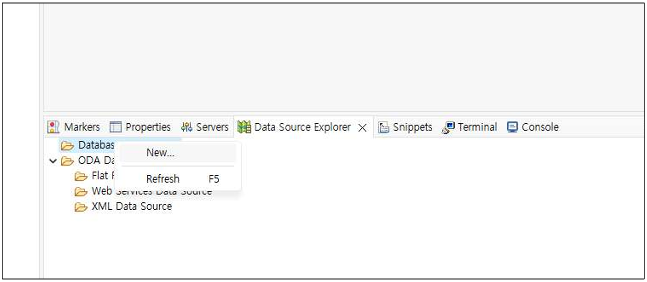 Markers Properties Servers Data Source Explorer Snippets Terminal Console
Databas
New...
ODA Da
Refresh F5
Flat F
Web Services Data Source
XML Data Source